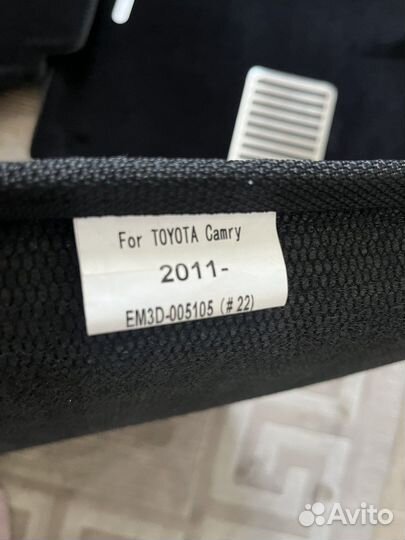 For TOYOTA Camry
2011-
EM3D-005105 (#22)
Avito